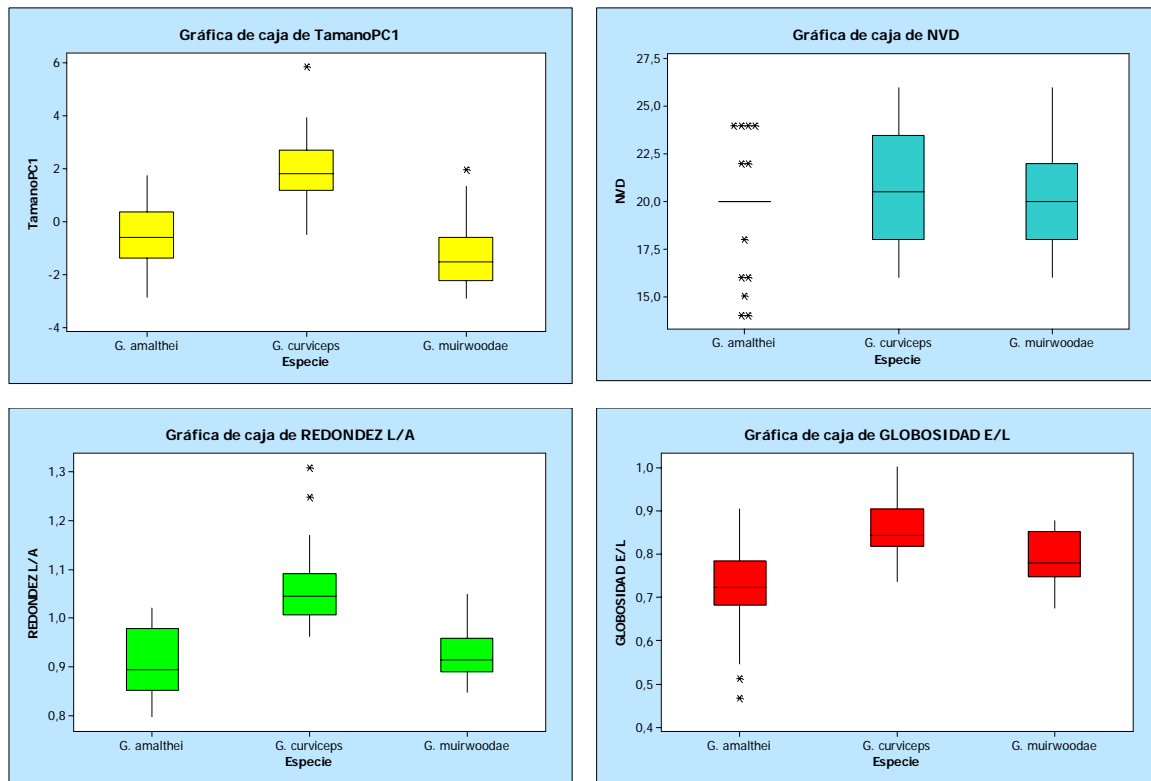 Gráfica de caja de TamanoPC1
6
4
2
0
-2
-4
TamanoPC1
G. amalthei G. curviceps G. muirwoodae
Especie
Gráfica de caja de NVD
27,5
25,0
22,5
20,0
17,5
15,0
NVD
G. amalthei G. curviceps G. muirwoodae
Especie
Gráfica de caja de REDONDEZ L/A
1,3
1,2
1,1
1,0
0,9
0,8
REDONDEZ L/A
G. amalthei G. curviceps G. muirwoodae
Especie
Gráfica de caja de GLOBOSIDAD E/L
1,0
0,9
0,8
0,7
0,6
0,5
0,4
GLOBOSIDAD E/L
G. amalthei G. curviceps G. muirwoodae
Especie